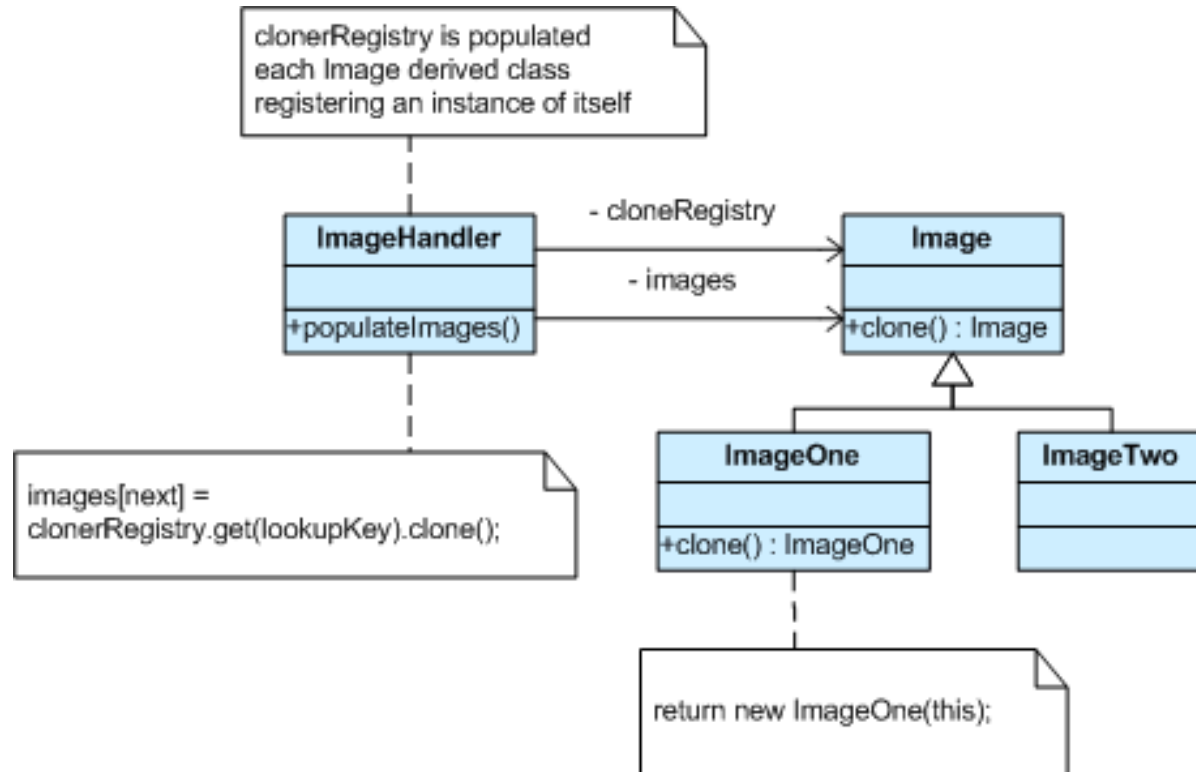 clonerRegistry is populated
each Image derived class
registering an instance of itself
- cloneRegistry
ImageHandler
Image
- images
+populateImages()
+clone() : Image
ImageOne
ImageTwo
images[next] =
clonerRegistry.get(lookupKey).clone();
+clone() : ImageOne
return new ImageOne(this);